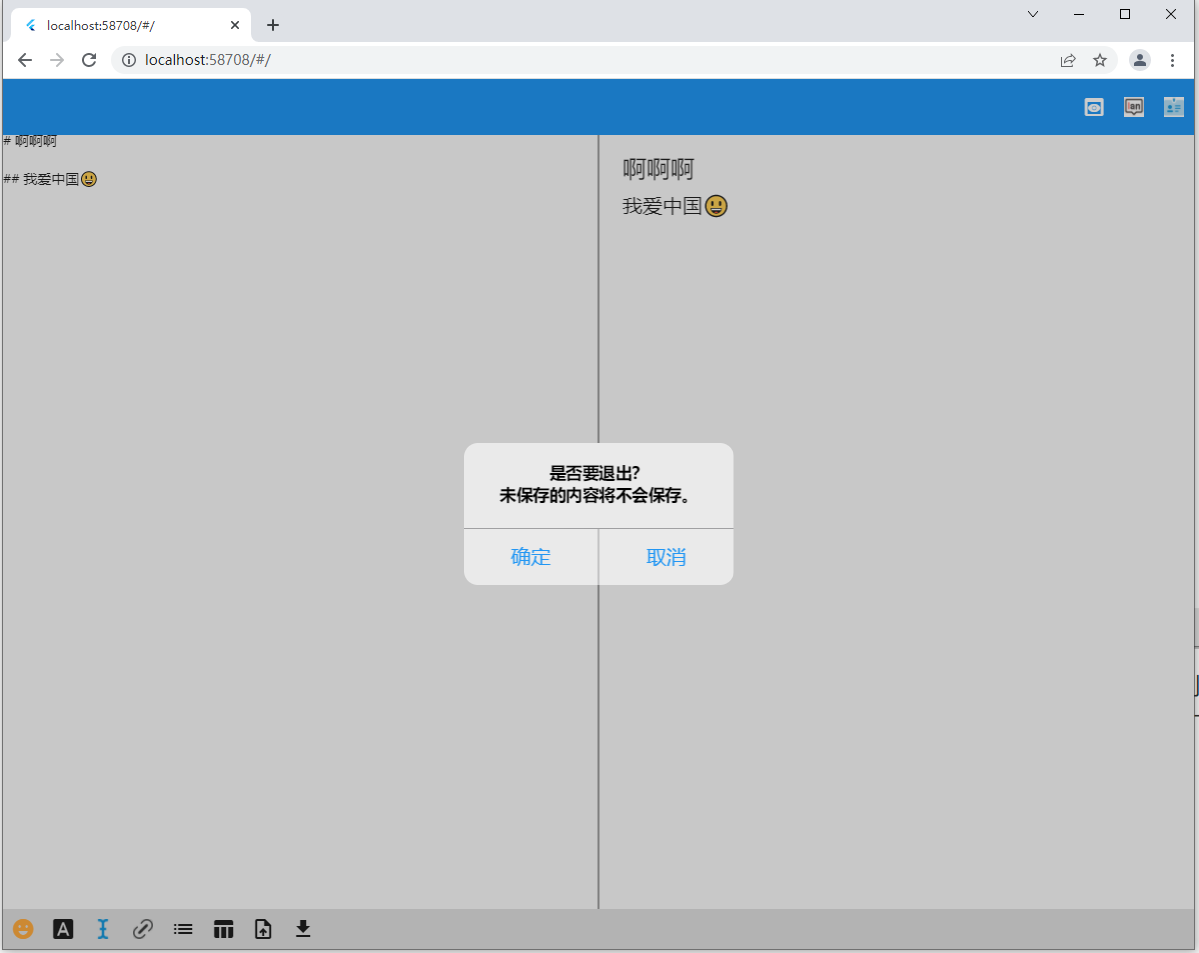 localhost:58708/#/
localhost:58708/#/
# 啊啊啊
## 我爱中国😃
啊啊啊
我爱中国😃
是否要退出?
未保存的内容将不会保存。
确定
取消